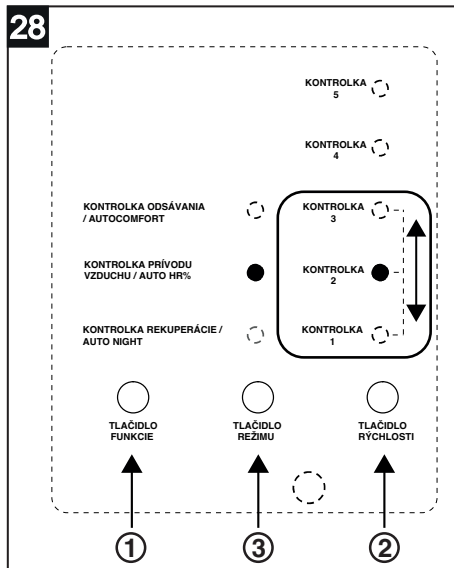 28
KONTROLKA
5
KONTROLKA
4
KONTROLKA ODSÁVANIA
/ AUTOCOMFORT
KONTROLKA
3
KONTROLKA PRÍVODU
VZDUCHU / AUTO HR%
KONTROLKA
2
KONTROLKA REKUPERÁCIE /
AUTO NIGHT
KONTROLKA
1
TLAČIDLO
FUNKCIE
TLAČIDLO
REŽIMU
TLAČIDLO
RÝCHLOSTI
1
3
2